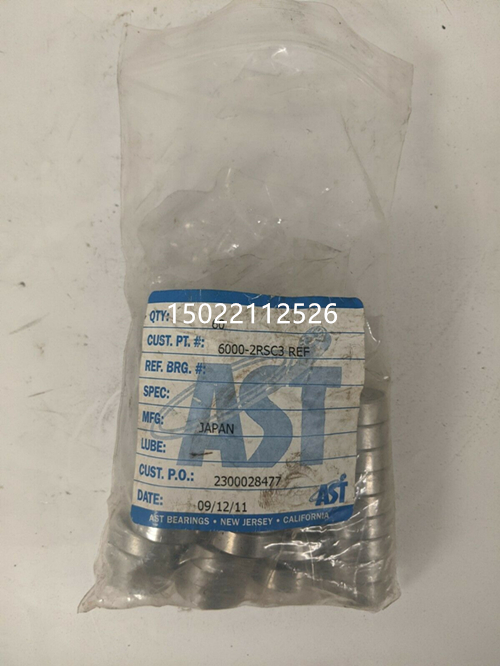 15022112526
QTY: 60
CUST. PT. #:
6000-2RSC3 REF
REF. BRG. #:
SPEC:
MFG: JAPAN
LUBE:
CUST. P.O.: 2300028477
DATE: 09/12/11
AST
AST
AST BEARINGS • NEW JERSEY • CALIFORNIA